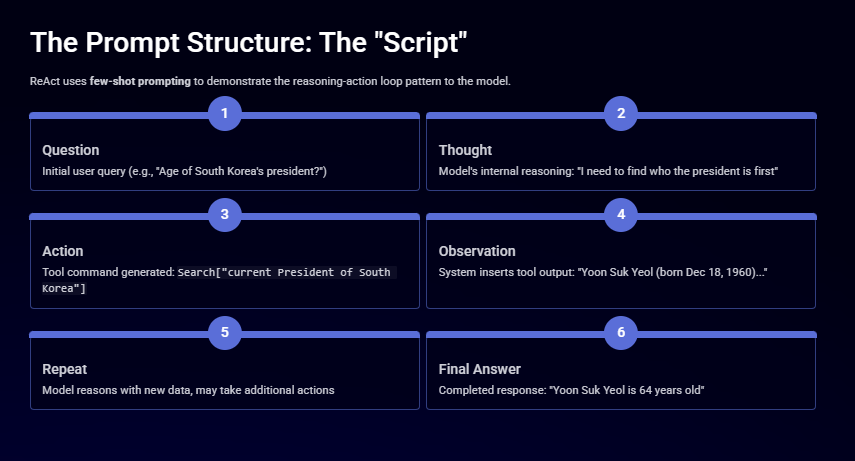 The Prompt Structure: The "Script"
ReAct uses few-shot prompting to demonstrate the reasoning-action loop pattern to the model.
1
Question
Initial user query (e.g., "Age of South Korea's president?")
2
Thought
Model's internal reasoning: "I need to find who the president is first"
3
Action
Tool command generated: Search["current President of South
Korea"]
4
Observation
System inserts tool output: "Yoon Suk Yeol (born Dec 18, 1960)..."
5
Repeat
Model reasons with new data, may take additional actions
6
Final Answer
Completed response: "Yoon Suk Yeol is 64 years old"